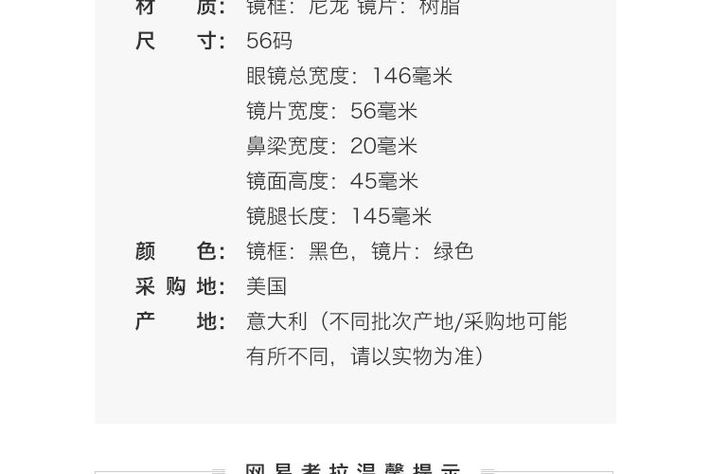 材 质：镜框：尼龙 镜片：树脂
尺 寸：56码
眼镜总宽度：146毫米
镜片宽度：56毫米
鼻梁宽度：20毫米
镜面高度：45毫米
镜腿长度：145毫米
颜 色：镜框：黑色，镜片：绿色
采购地：美国
产 地：意大利（不同批次产地/采购地可能
有所不同，请以实物为准）
网易考拉温馨提示